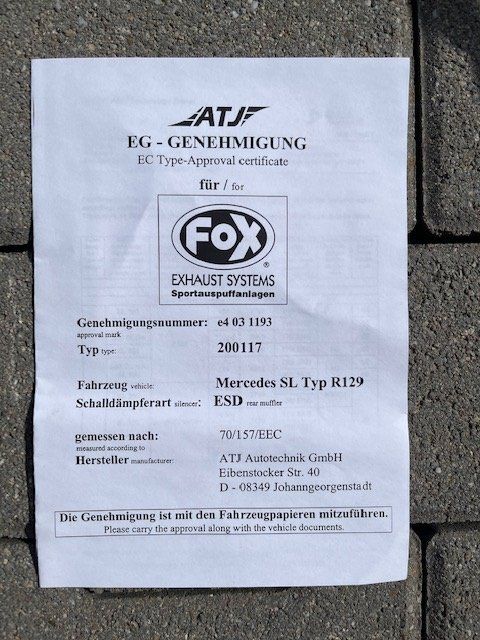 ATJ
EG - GENEHMIGUNG
EC Type-Approval certificate
für / for
FOX
®
EXHAUST SYSTEMS
Sportauspuffanlagen
Genehmigungsnummer: e4 03 1193
approval mark
Typ type: 200117
Fahrzeug vehicle: Mercedes SL Typ R129
Schalldämpferart silencer: ESD rear muffler
gemessen nach: 70/157/EEC
measured according to
Hersteller manufacturer: ATJ Autotechnik GmbH
Eibenstocker Str. 40
D - 08349 Johanngeorgenstadt
Die Genehmigung ist mit den Fahrzeugpapieren mitzuführen.
Please carry the approval along with the vehicle documents.